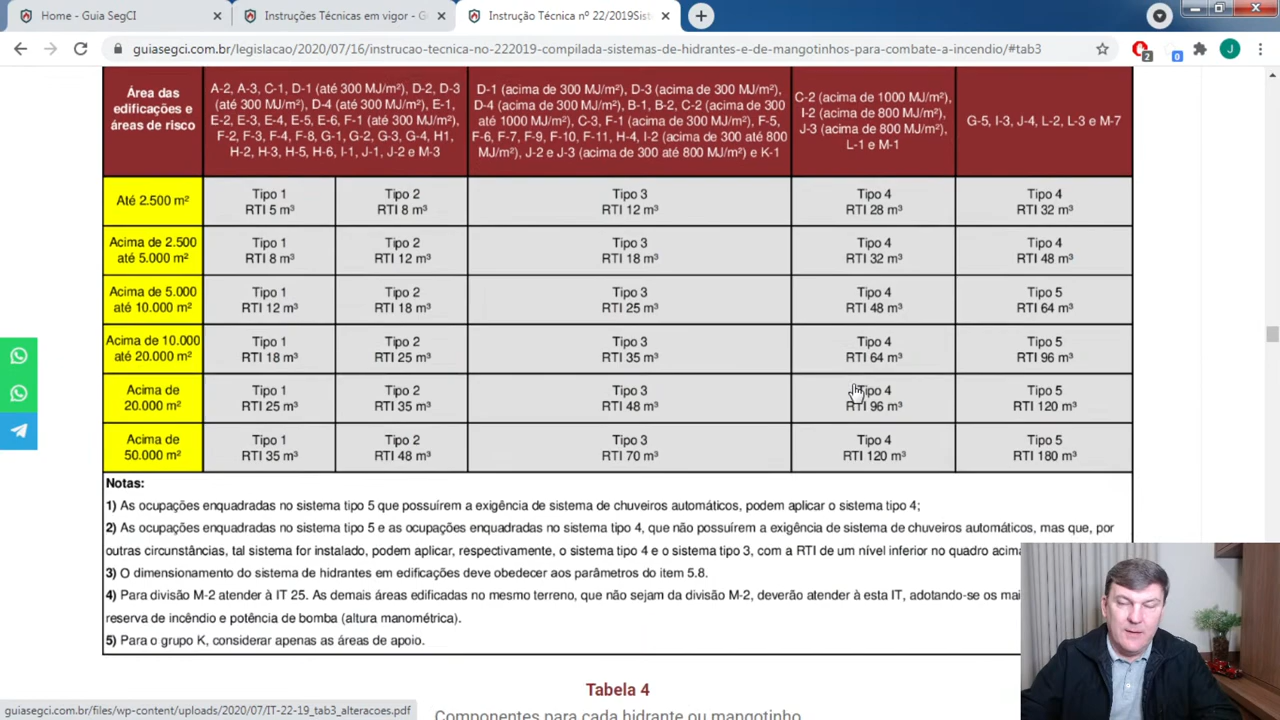 Home - Guia SegCI
Instruções Técnicas em vigor - G
Instrução Técnica nº 22/2019Sist
guiasegci.com.br/legislacao/2020/07/16/instrucao-tecnica-no-222019-compilada-sistemas-de-hidrantes-e-de-mangotinhos-para-combate-a-incendio/#tab3
2
0
J
Área das
edificações e
áreas de risco
A-2, A-3, C-1, D-1 (até 300 MJ/m²), D-2, D-3
(até 300 MJ/m²), D-4 (até 300 MJ/m²), E-1,
E-2, E-3, E-4, E-5, E-6, F-1 (até 300 MJ/m²),
F-2, F-3, F-4, F-8, G-1, G-2, G-3, G-4, H1,
H-2, H-3, H-5, H-6, I-1, J-1, J-2 e M-3
D-1 (acima de 300 MJ/m²), D-3 (acima de 300 MJ/m²),
D-4 (acima de 300 MJ/m²), B-1, B-2, C-2 (acima de 300
até 1000 MJ/m²), C-3, F-1 (acima de 300 MJ/m²), F-5,
F-6, F-7, F-9, F-10, F-11, H-4, I-2 (acima de 300 até 800
MJ/m²), J-2 e J-3 (acima de 300 até 800 MJ/m²) e K-1
C-2 (acima de 1000 MJ/m²),
I-2 (acima de 800 MJ/m²),
J-3 (acima de 800 MJ/m²),
L-1 e M-1
G-5, I-3, J-4, L-2, L-3 e M-7
Até 2.500 m²
Tipo 1
RTI 5 m³
Tipo 2
RTI 8 m³
Tipo 3
RTI 12 m³
Tipo 4
RTI 28 m³
Tipo 4
RTI 32 m³
Acima de 2.500
até 5.000 m²
Tipo 1
RTI 8 m³
Tipo 2
RTI 12 m³
Tipo 3
RTI 18 m³
Tipo 4
RTI 32 m³
Tipo 4
RTI 48 m³
Acima de 5.000
até 10.000 m²
Tipo 1
RTI 12 m³
Tipo 2
RTI 18 m³
Tipo 3
RTI 25 m³
Tipo 4
RTI 48 m³
Tipo 5
RTI 64 m³
Acima de 10.000
até 20.000 m²
Tipo 1
RTI 18 m³
Tipo 2
RTI 25 m³
Tipo 3
RTI 35 m³
Tipo 4
RTI 64 m³
Tipo 5
RTI 96 m³
Acima de
20.000 m²
Tipo 1
RTI 25 m³
Tipo 2
RTI 35 m³
Tipo 3
RTI 48 m³
Tipo 4
RTI 96 m³
Tipo 5
RTI 120 m³
Acima de
50.000 m²
Tipo 1
RTI 35 m³
Tipo 2
RTI 48 m³
Tipo 3
RTI 70 m³
Tipo 4
RTI 120 m³
Tipo 5
RTI 180 m³
Notas:
1) As ocupações enquadradas no sistema tipo 5 que possuírem a exigência de sistema de chuveiros automáticos, podem aplicar o sistema tipo 4;
2) As ocupações enquadradas no sistema tipo 5 e as ocupações enquadradas no sistema tipo 4, que não possuírem a exigência de sistema de chuveiros automáticos, mas que, por
outras circunstâncias, tal sistema for instalado, podem aplicar, respectivamente, o sistema tipo 4 e o sistema tipo 3, com a RTI de um nível inferior no quadro acima
3) O dimensionamento do sistema de hidrantes em edificações deve obedecer aos parâmetros do item 5.8.
4) Para divisão M-2 atender à IT 25. As demais áreas edificadas no mesmo terreno, que não sejam da divisão M-2, deverão atender à esta IT, adotando-se os mai
reserva de incêndio e potência de bomba (altura manométrica).
5) Para o grupo K, considerar apenas as áreas de apoio.
Tabela 4
Componentes para cada hidrante ou mangotinho
guiasegci.com.br/files/wp-content/uploads/2020/07/IT-22-19_tab3_alteracoes.pdf